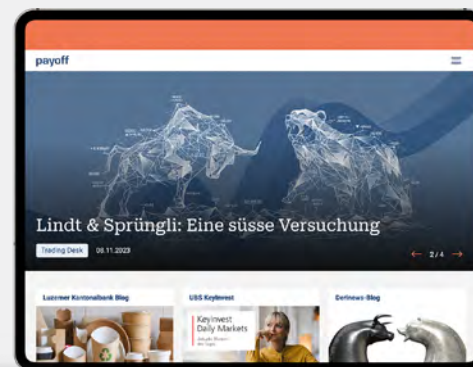 payoff
Lindt & Sprüngli: Eine süsse Versuchung
Trading Desk 08.11.2023
← 2/4 →
Luzerner Kantonalbank Blog
UBS KeyInvest
Derinews-Blog
KeyInvest
Daily Markets